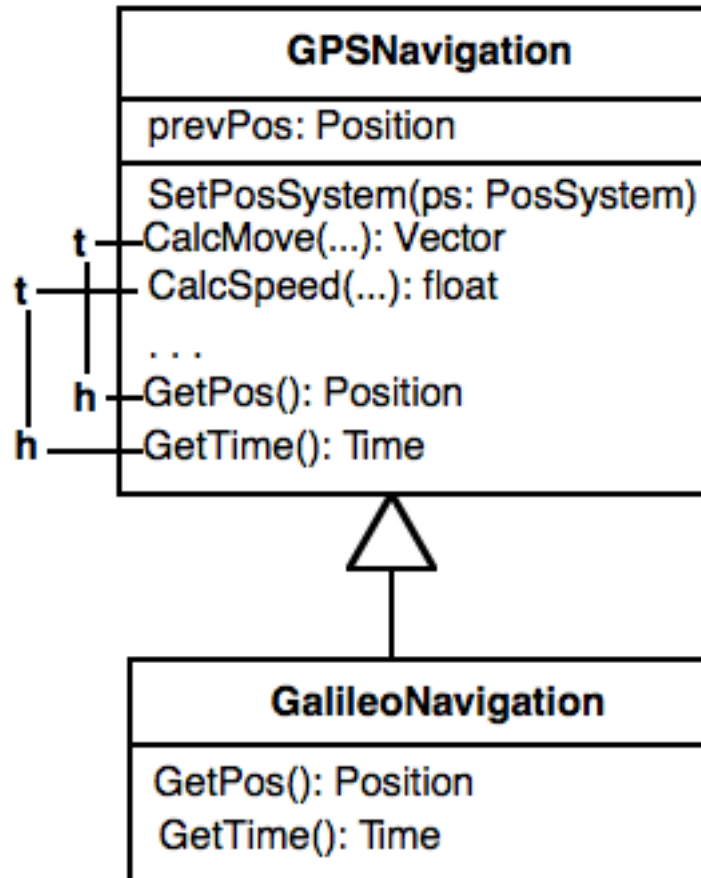 GPSNavigation
prevPos: Position
SetPosSystem(ps: PosSystem)
t CalcMove(...): Vector
t CalcSpeed(...): float
. . .
h GetPos(): Position
h GetTime(): Time
GalileoNavigation
GetPos(): Position
GetTime(): Time